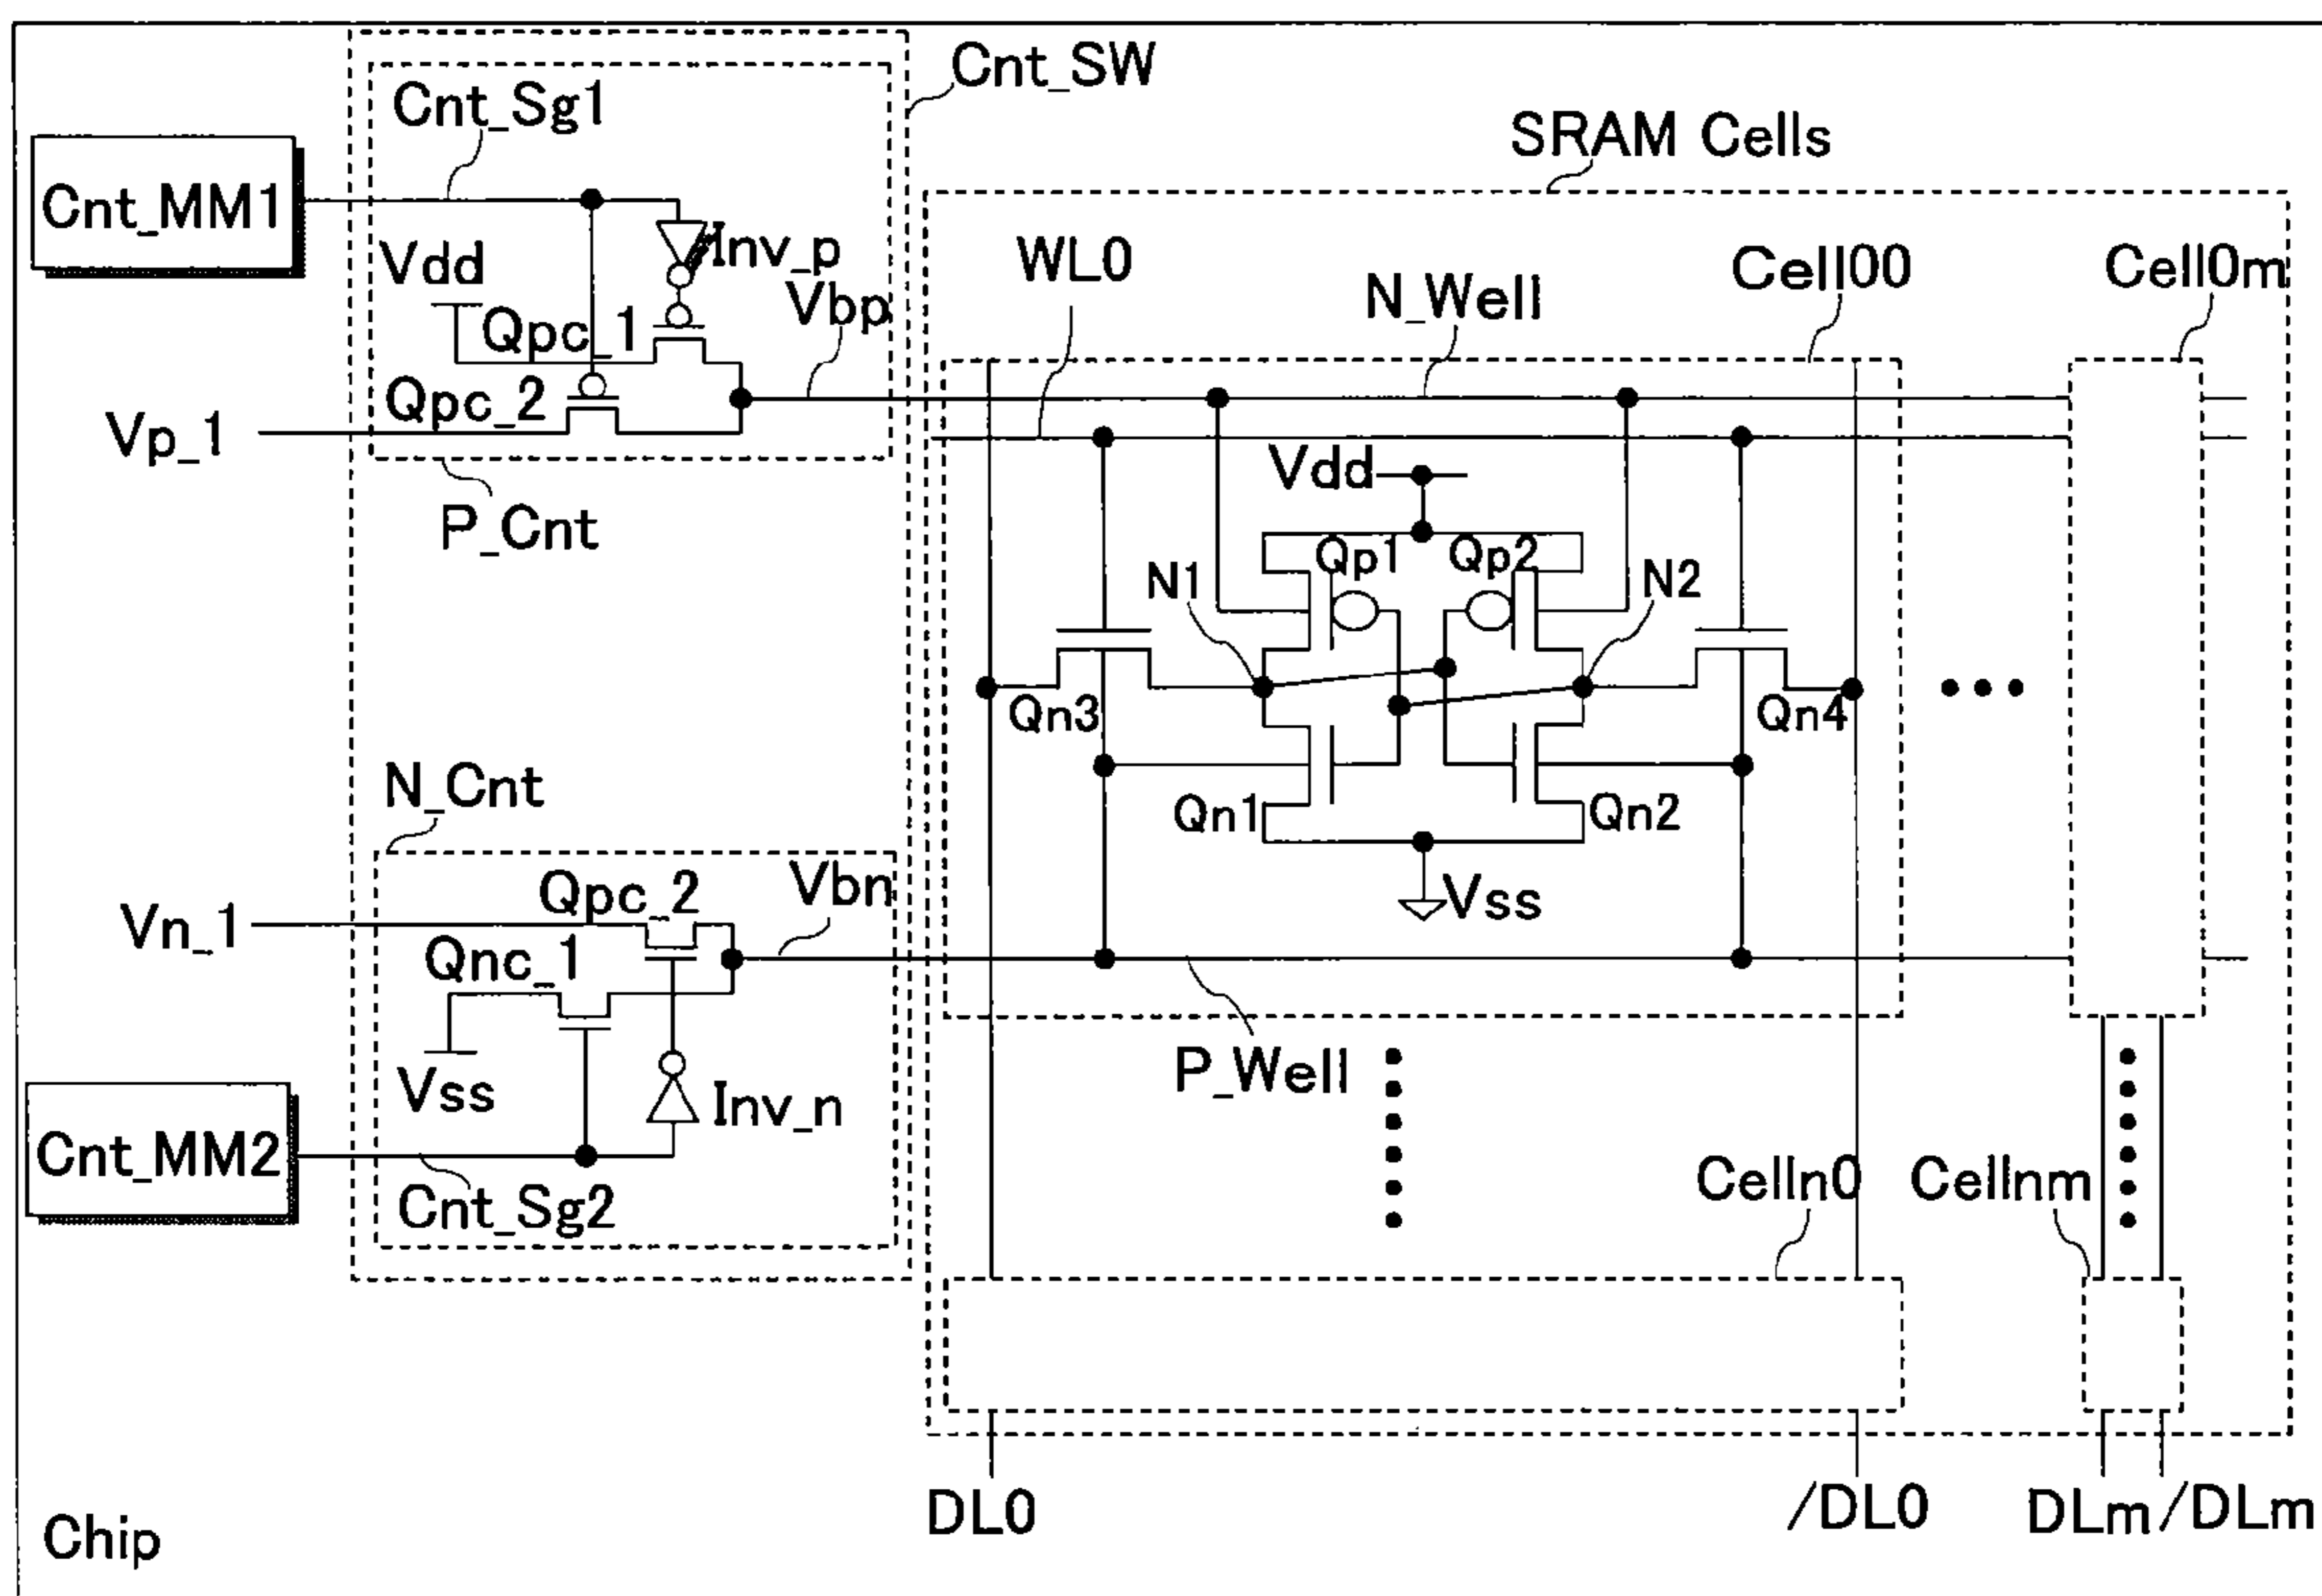 Cnt_SW
Cnt_Sg1
SRAM Cells
Cnt_MM1
Vdd
Inv_p
WL0
N_Well
Cell00
Cell0m
Qpc_1
Vbp
Qpc_2
Vp_1
Vdd
P_Cnt
Qp1
Qp2
N1
N2
Qn3
Qn4
N_Cnt
Qn1
Qn2
Qpc_2
Vbn
Vss
Vn_1
Qnc_1
P_Well
Vss
Inv_n
Cnt_MM2
Cnt_Sg2
Celln0
Cellnm
DL0
/DL0
DLm
/DLm
Chip